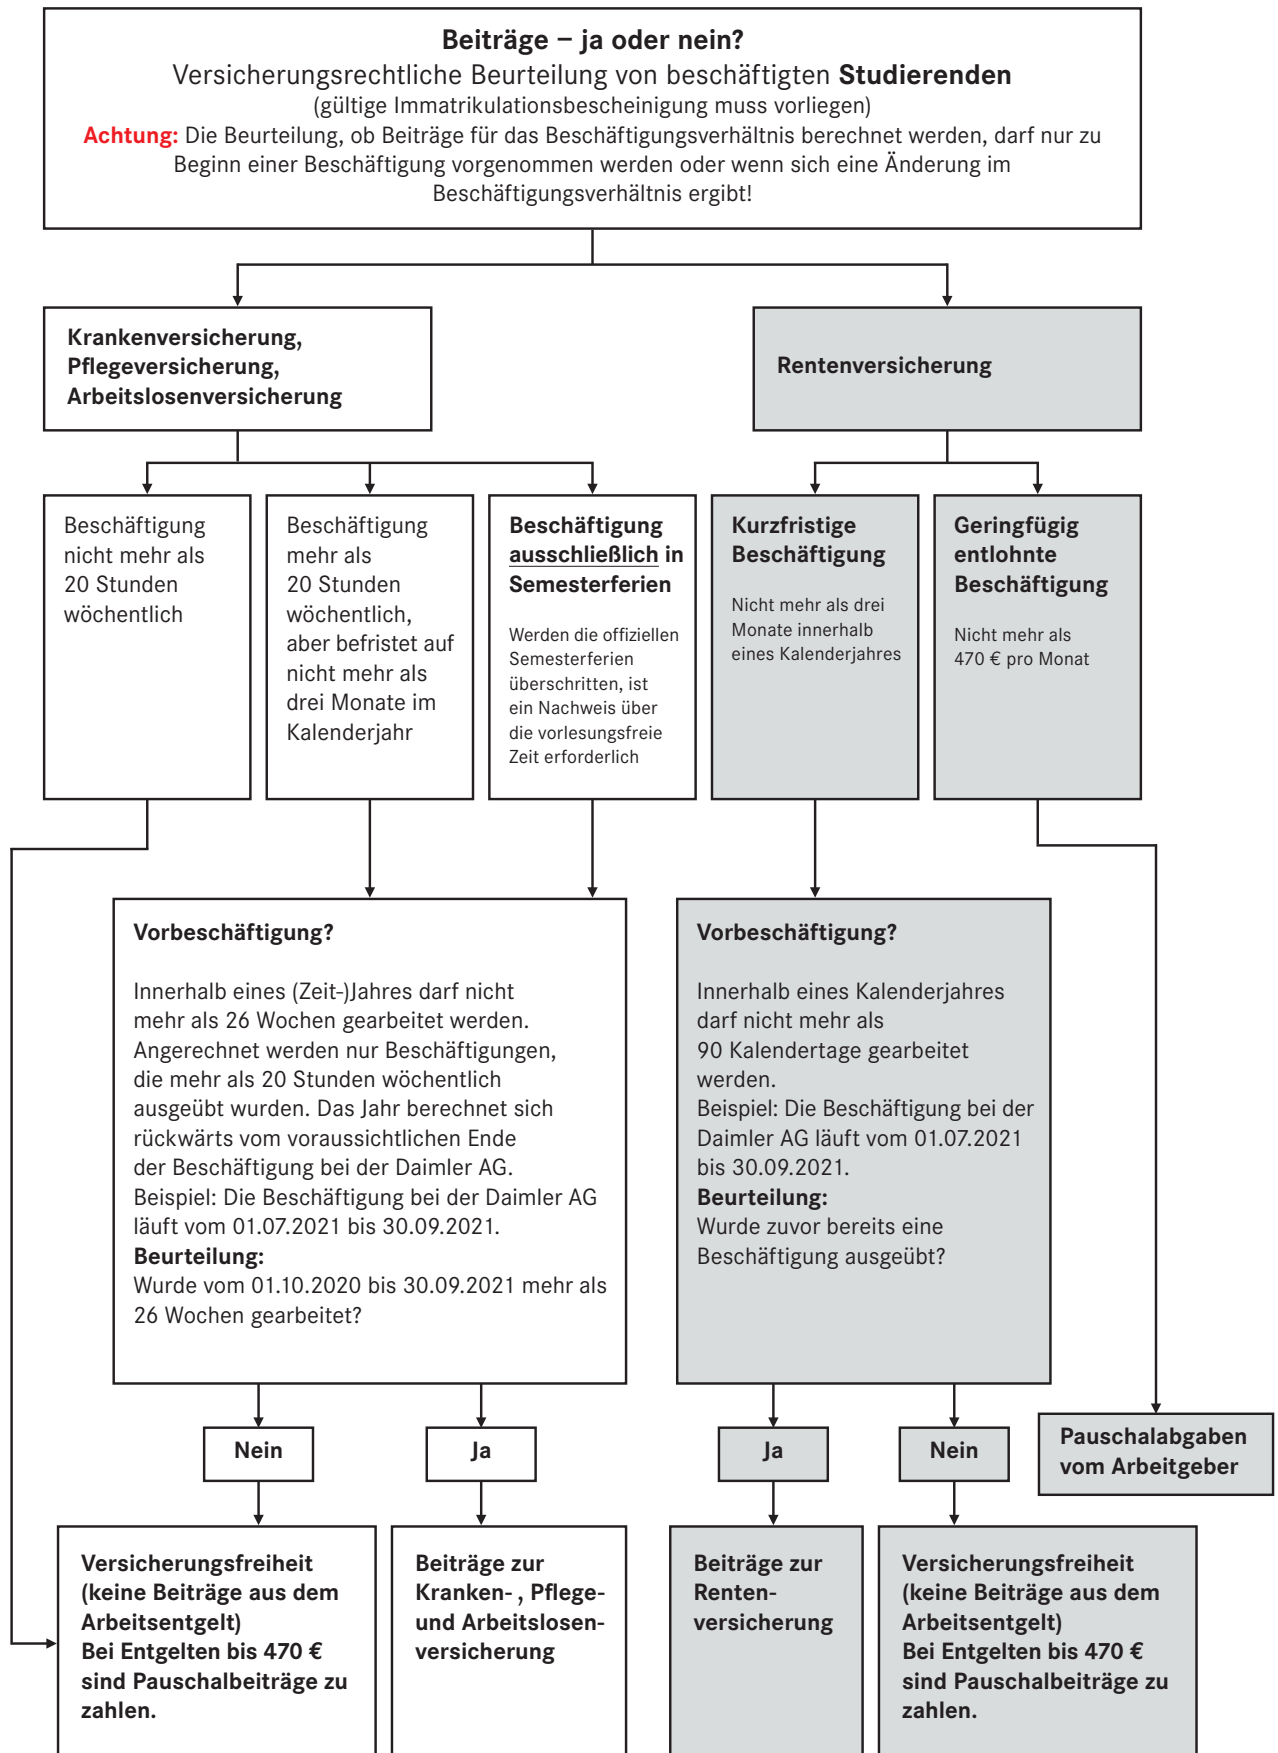 Beiträge – ja oder nein?
Versicherungsrechtliche Beurteilung von beschäftigten Studierenden
(gültige Immatrikulationsbescheinigung muss vorliegen)
Achtung: Die Beurteilung, ob Beiträge für das Beschäftigungsverhältnis berechnet werden, darf nur zu
Beginn einer Beschäftigung vorgenommen werden oder wenn sich eine Änderung im
Beschäftigungsverhältnis ergibt!
Krankenversicherung,
Pflegeversicherung,
Arbeitslosenversicherung
Rentenversicherung
Beschäftigung
nicht mehr als
20 Stunden
wöchentlich
Beschäftigung
mehr als
20 Stunden
wöchentlich,
aber befristet auf
nicht mehr als
drei Monate im
Kalenderjahr
Beschäftigung
ausschließlich in
Semesterferien
Werden die offiziellen
Semesterferien
überschritten, ist
ein Nachweis über
die vorlesungsfreie
Zeit erforderlich
Kurzfristige
Beschäftigung
Nicht mehr als drei
Monate innerhalb
eines Kalenderjahres
Geringfügig
entlohnte
Beschäftigung
Nicht mehr als
470 € pro Monat
Vorbeschäftigung?
Innerhalb eines (Zeit-)Jahres darf nicht
mehr als 26 Wochen gearbeitet werden.
Angerechnet werden nur Beschäftigungen,
die mehr als 20 Stunden wöchentlich
ausgeübt wurden. Das Jahr berechnet sich
rückwärts vom voraussichtlichen Ende
der Beschäftigung bei der Daimler AG.
Beispiel: Die Beschäftigung bei der Daimler AG
läuft vom 01.07.2021 bis 30.09.2021.
Beurteilung:
Wurde vom 01.10.2020 bis 30.09.2021 mehr als
26 Wochen gearbeitet?
Vorbeschäftigung?
Innerhalb eines Kalenderjahres
darf nicht mehr als
90 Kalendertage gearbeitet
werden.
Beispiel: Die Beschäftigung bei der
Daimler AG läuft vom 01.07.2021
bis 30.09.2021.
Beurteilung:
Wurde zuvor bereits eine
Beschäftigung ausgeübt?
Nein
Ja
Ja
Nein
Pauschalabgaben
vom Arbeitgeber
Versicherungsfreiheit
(keine Beiträge aus dem
Arbeitsentgelt)
Bei Entgelten bis 470 €
sind Pauschalbeiträge zu
zahlen.
Beiträge zur
Kranken- , Pflege-
und Arbeitslosen-
versicherung
Beiträge zur
Renten-
versicherung
Versicherungsfreiheit
(keine Beiträge aus dem
Arbeitsentgelt)
Bei Entgelten bis 470 €
sind Pauschalbeiträge zu
zahlen.